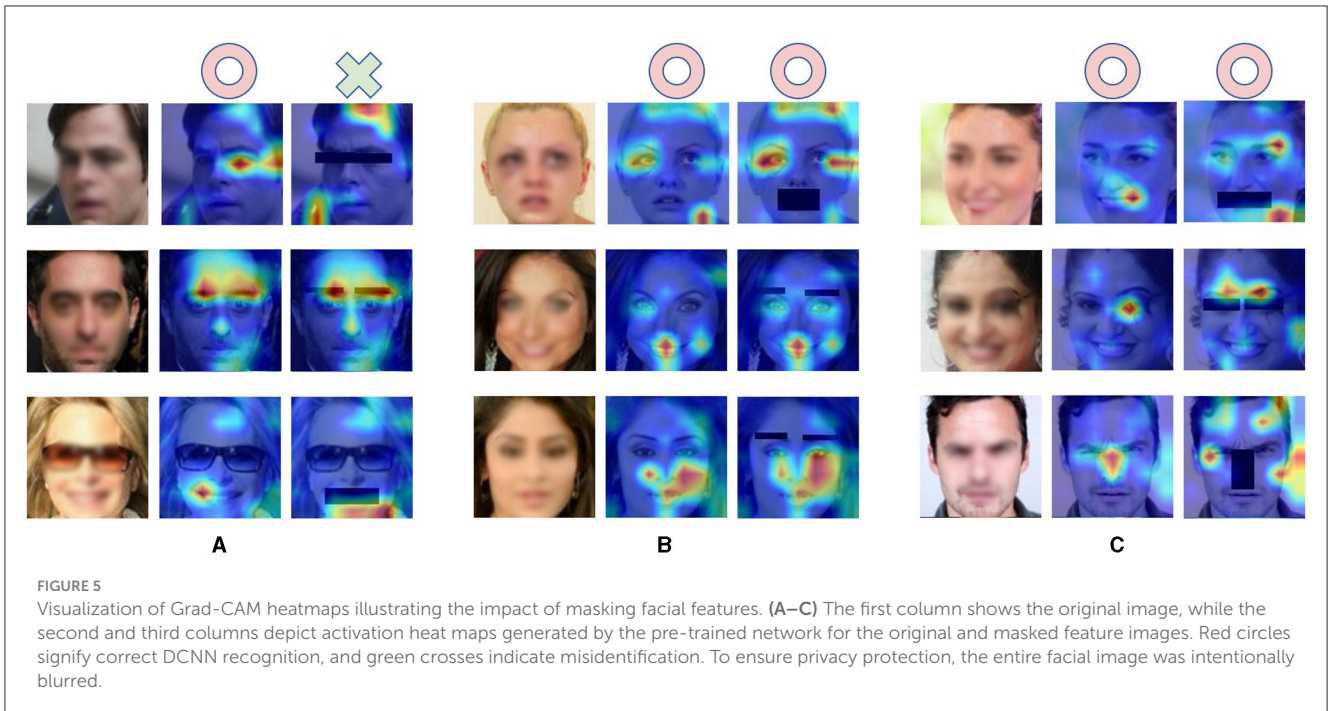 A
B
C
FIGURE 5
Visualization of Grad-CAM heatmaps illustrating the impact of masking facial features. (A–C) The first column shows the original image, while the
second and third columns depict activation heat maps generated by the pre-trained network for the original and masked feature images. Red circles
signify correct DCNN recognition, and green crosses indicate misidentification. To ensure privacy protection, the entire facial image was intentionally
blurred.